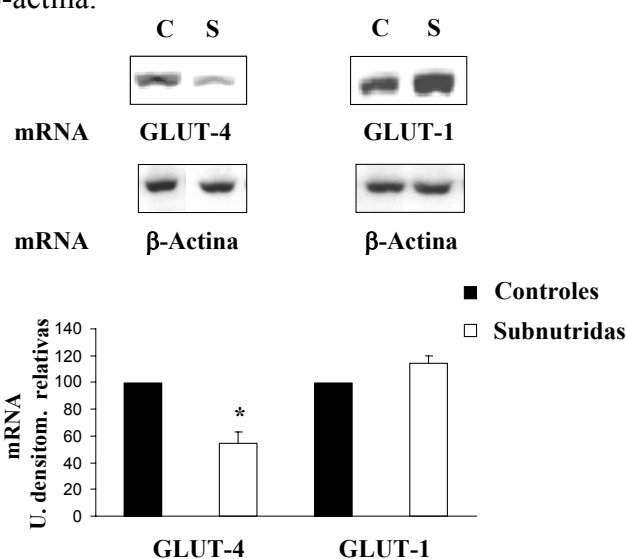 β-actina.
C S
C S
mRNA GLUT-4 GLUT-1
mRNA β-Actina β-Actina
Controles
Subnutridas
mRNA
U. densitom. relativas
140
120
100
80
60
40
20
0
*
GLUT-4 GLUT-1